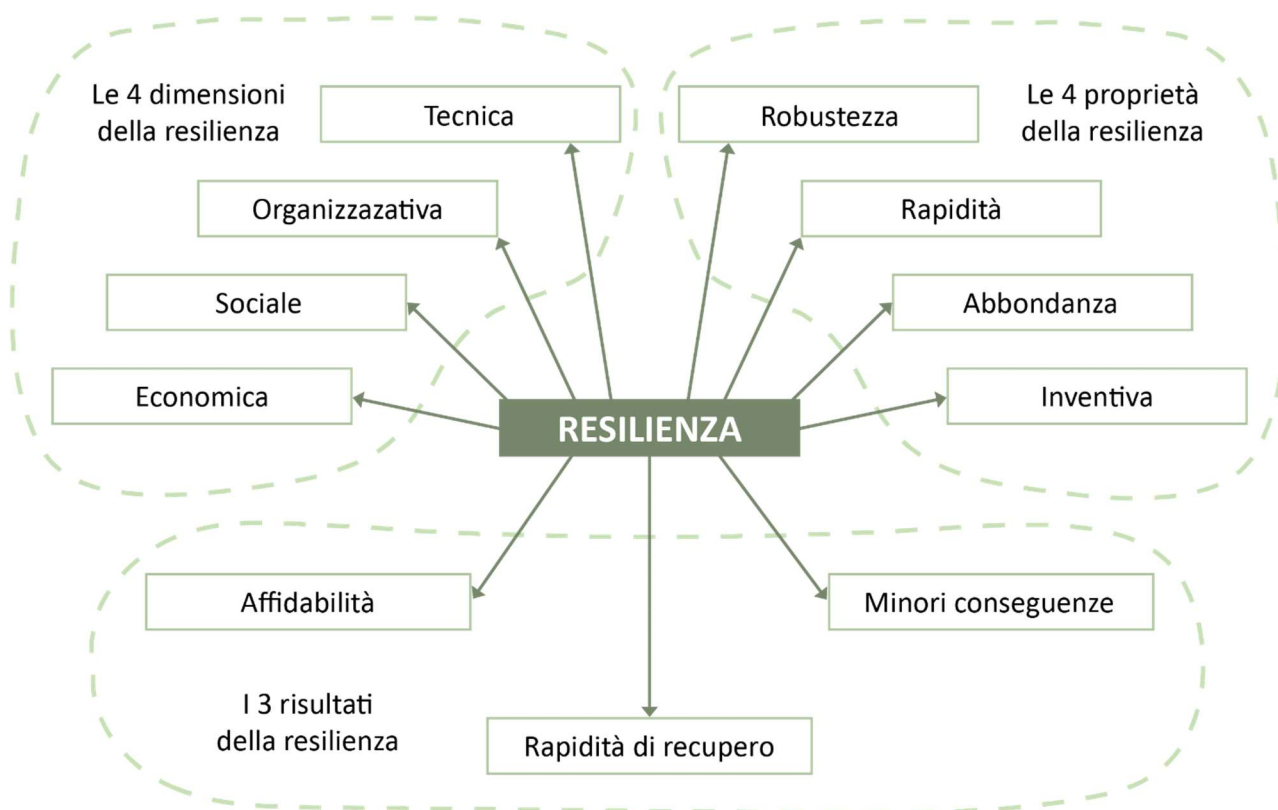 Le 4 dimensioni
della resilienza
Tecnica
Organizzazativa
Sociale
Economica
Robustezza
Le 4 proprietà
della resilienza
Rapidità
Abbondanza
Inventiva
RESILIENZA
Affidabilità
Minori conseguenze
I 3 risultati
della resilienza
Rapidità di recupero